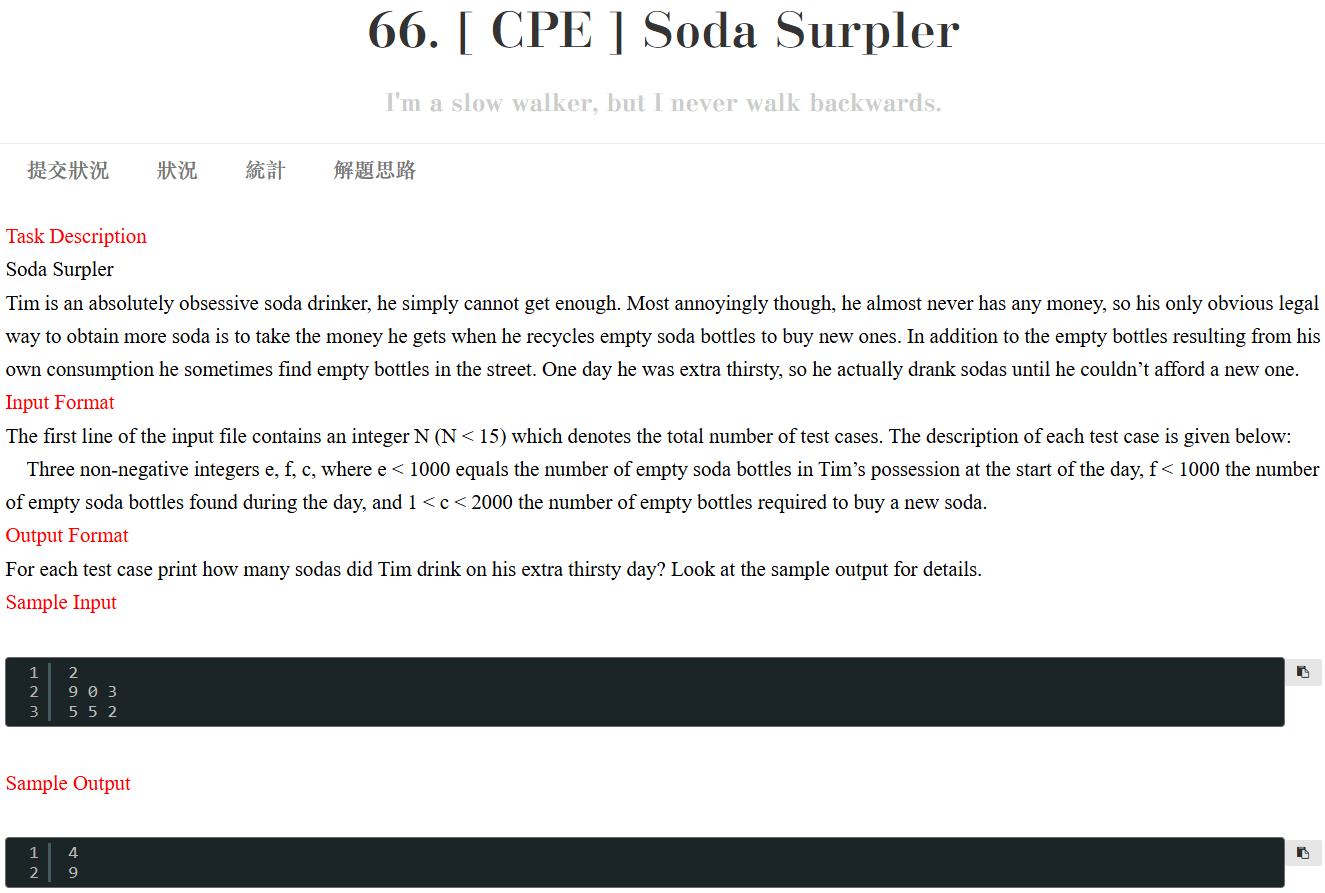 66. [ CPE ] Soda Surpler
I'm a slow walker, but I never walk backwards.
提交狀況 狀況 統計 解題思路
Task Description
Soda Surpler
Tim is an absolutely obsessive soda drinker, he simply cannot get enough. Most annoyingly though, he almost never has any money, so his only obvious legal
way to obtain more soda is to take the money he gets when he recycles empty soda bottles to buy new ones. In addition to the empty bottles resulting from his
own consumption he sometimes find empty bottles in the street. One day he was extra thirsty, so he actually drank sodas until he couldn’t afford a new one.
Input Format
The first line of the input file contains an integer N (N < 15) which denotes the total number of test cases. The description of each test case is given below:
Three non-negative integers e, f, c, where e < 1000 equals the number of empty soda bottles in Tim’s possession at the start of the day, f < 1000 the number
of empty soda bottles found during the day, and 1 < c < 2000 the number of empty bottles required to buy a new soda.
Output Format
For each test case print how many sodas did Tim drink on his extra thirsty day? Look at the sample output for details.
Sample Input
1 2
2 9 0 3
3 5 5 2
Sample Output
1 4
2 9